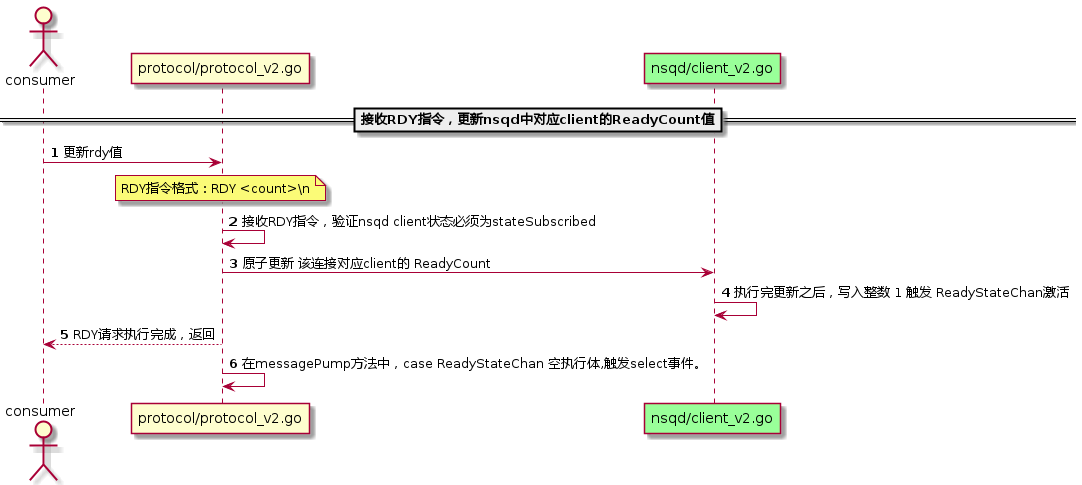 consumer
protocol/protocol_v2.go
nsqd/client_v2.go
接收RDY指令，更新nsqd中对应client的ReadyCount值
1 更新rdy值
RDY指令格式：RDY <count>\n
2 接收RDY指令，验证nsqd client状态必须为stateSubscribed
3 原子更新 该连接对应client的 ReadyCount
4 执行完更新之后，写入整数 1 触发 ReadyStateChan激活
5 RDY请求执行完成，返回
6 在messagePump方法中，case ReadyStateChan 空执行体,触发select事件。
consumer
protocol/protocol_v2.go
nsqd/client_v2.go